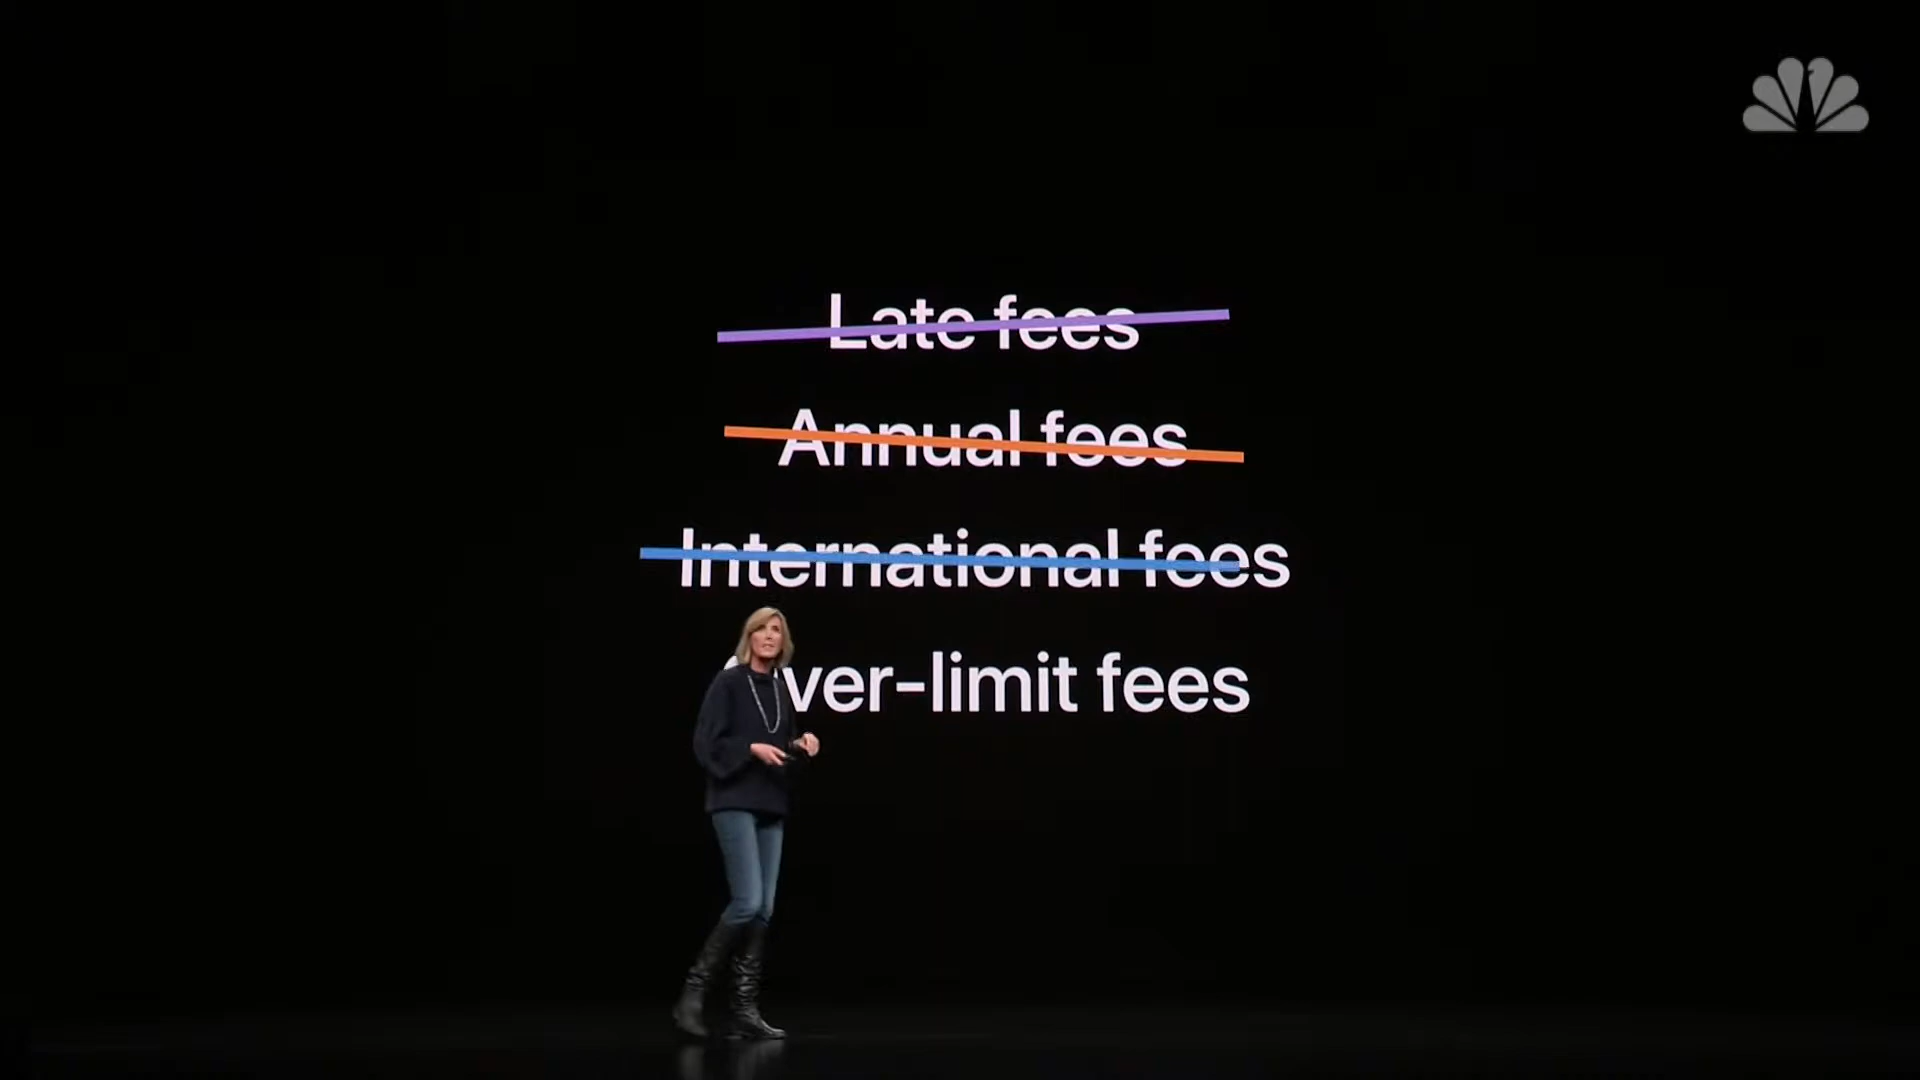 Late fees
Annual fees
International fees
ver-limit fees